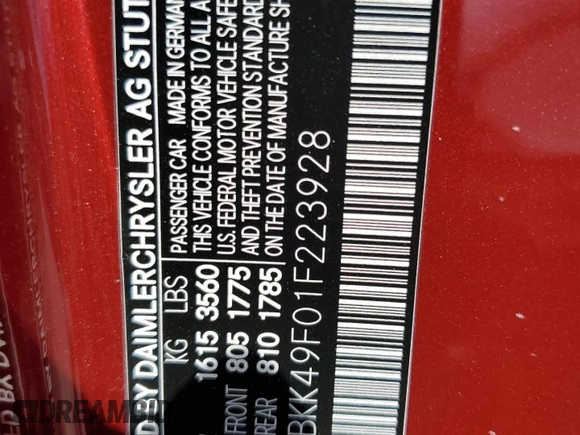 D BY DAIMLERCHRYSLER AG STUT
KG LBS
1615 3560
FRONT 805 1775
REAR 810 1785
PASSENGER CAR MADE IN GERMAN
THIS VEHICLE CONFORMS TO ALL A
U.S. FEDERAL MOTOR VEHICLE SAFE
AND THEFT PREVENTION STANDARD
ON THE DATE OF MANUFACTURE SH
BKK49F01F223928
DREAMBID